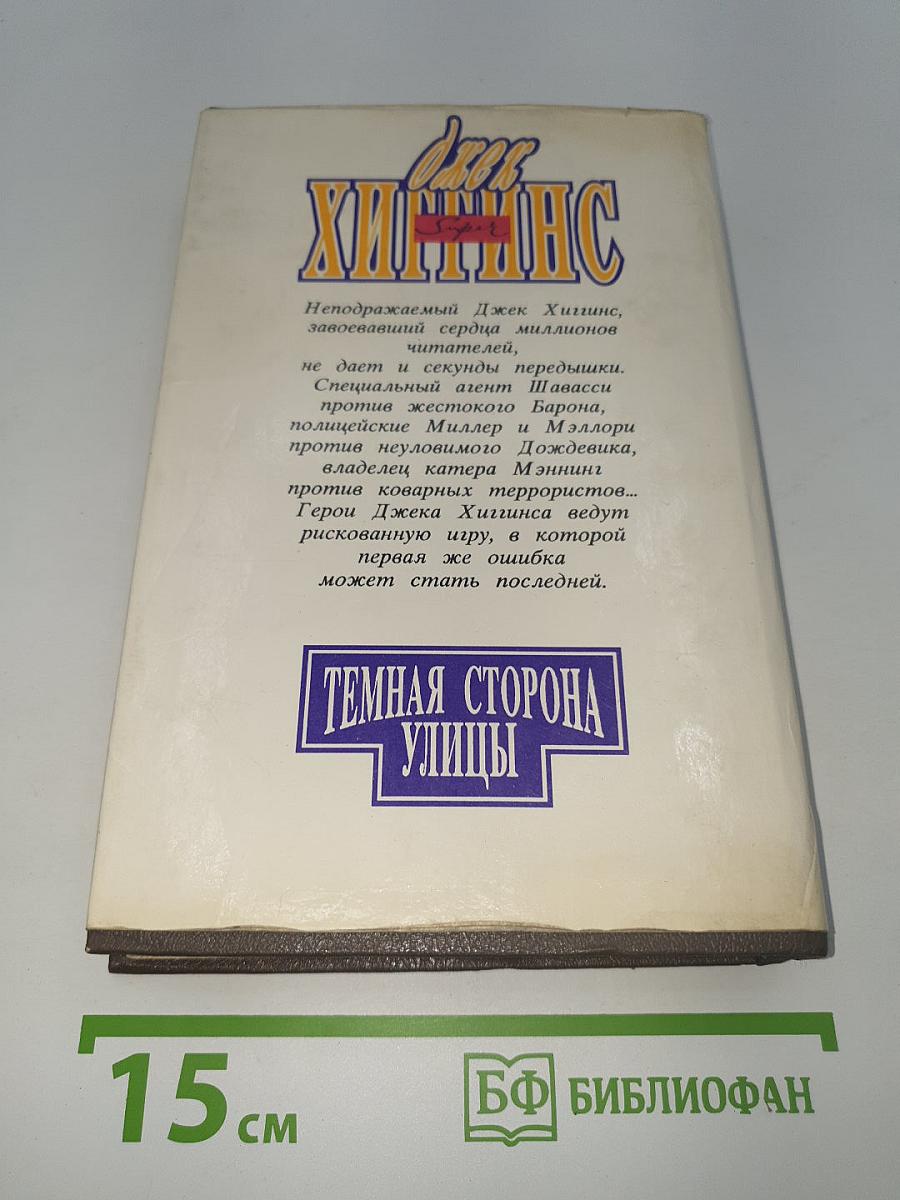 джек
ХИГГИНС
Super
Неподражаемый Джек Хиггинс,
завоевавший сердца миллионов
читателей,
не дает и секунды передышки.
Специальный агент Шавасси
против жестокого Барона,
полицейские Миллер и Мэллори
против неуловимого Дождевика,
владелец катера Мэннинг
против коварных террористов...
Герои Джека Хиггинса ведут
рискованную игру, в которой
первая же ошибка
может стать последней.
ТЕМНАЯ СТОРОНА
УЛИЦЫ
15 см
БФ БИБЛИОФАН